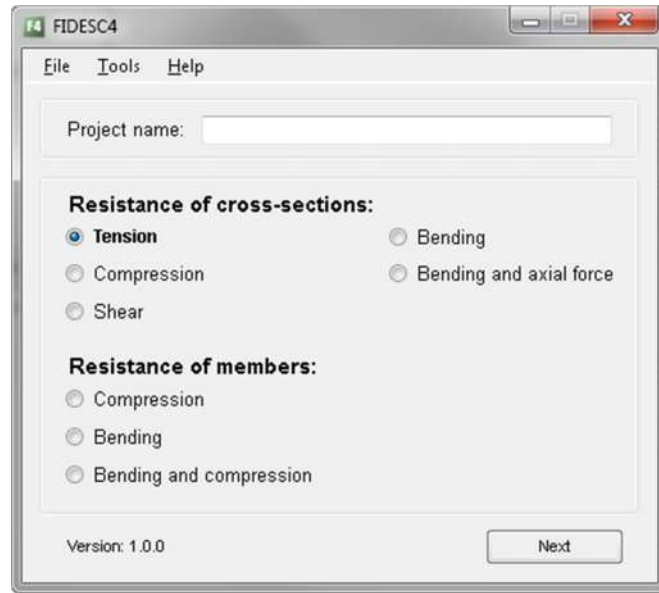 F4 FIDESC4
File Tools Help
Project name:
Resistance of cross-sections:
Tension Bending
Compression Bending and axial force
Shear
Resistance of members:
Compression
Bending
Bending and compression
Version: 1.0.0 Next